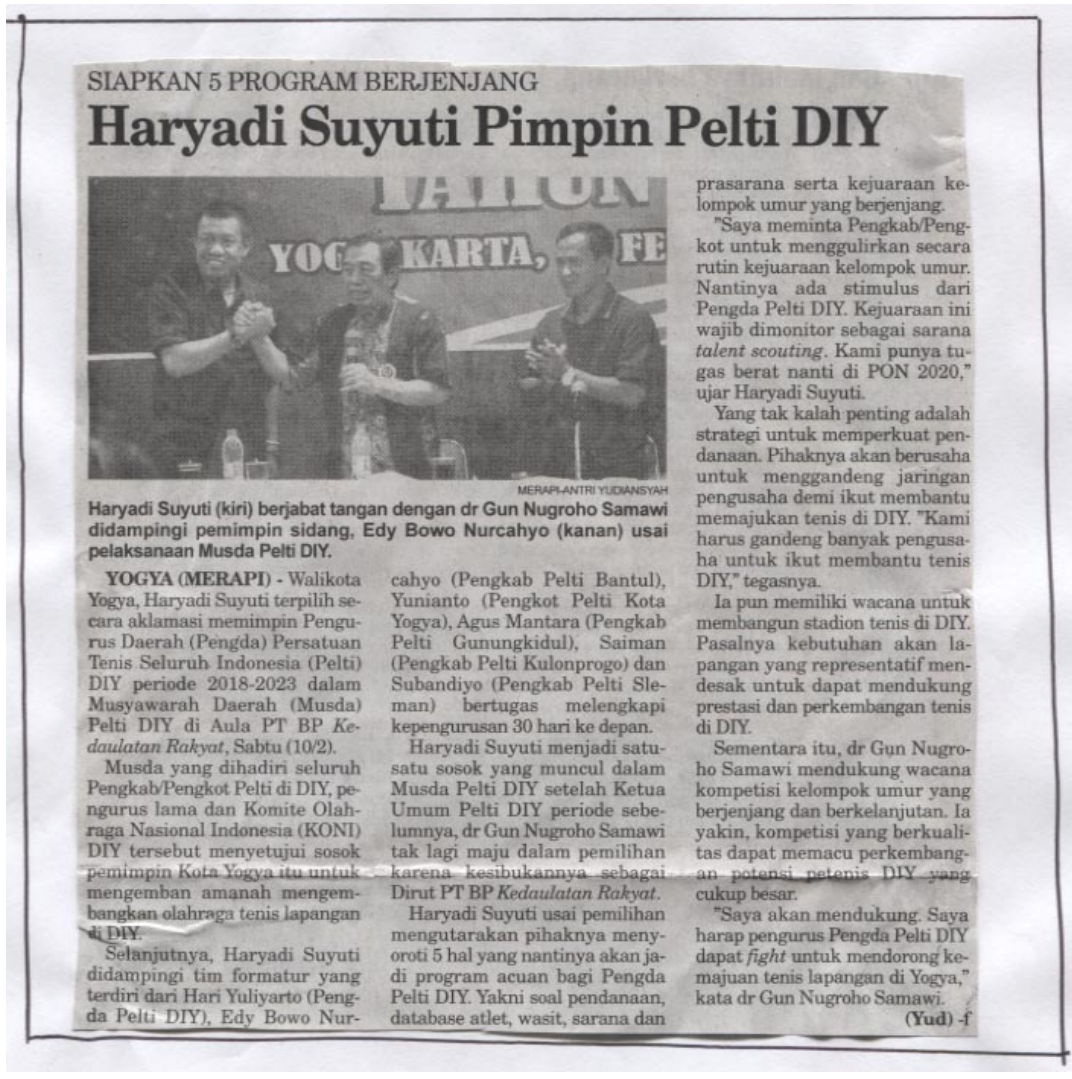 SIAPKAN 5 PROGRAM BERJENJANG
Haryadi Suyuti Pimpin Pelti DIY
TAHUN
YOG KARTA, FE
MERAPI-ANTRI YUDIANSYAH
Haryadi Suyuti (kiri) berjabat tangan dengan dr Gun Nugroho Samawi
didampingi pemimpin sidang, Edy Bowo Nurcahyo (kanan) usai
pelaksanaan Musda Pelti DIY.
YOGYA (MERAPI) - Walikota
Yogya, Haryadi Suyuti terpilih se-
cara aklamasi memimpin Pengu-
rus Daerah (Pengda) Persatuan
Tenis Seluruh Indonesia (Pelti)
DIY periode 2018-2023 dalam
Musyawarah Daerah (Musda)
Pelti DIY di Aula PT BP Ke-
daulatan Rakyat, Sabtu (10/2).
Musda yang dihadiri seluruh
Pengkab/Pengkot Pelti di DIY, pe-
ngurus lama dan Komite Olah-
raga Nasional Indonesia (KONI)
DIY tersebut menyetujui sosok
pemimpin Kota Yogya itu untuk
mengemban amanah mengem-
bangkan olahraga tenis lapangan
di DIY.
Selanjutnya, Haryadi Suyuti
didampingi tim formatur yang
terdiri dari Hari Yuliyarto (Peng-
da Pelti DIY), Edy Bowo Nur-
cahyo (Pengkab Pelti Bantul),
Yunianto (Pengkot Pelti Kota
Yogya), Agus Mantara (Pengkab
Pelti Gunungkidul), Saiman
(Pengkab Pelti Kulonprogo) dan
Subandiyo (Pengkab Pelti Sle-
man) bertugas melengkapi
kepengurusan 30 hari ke depan.
Haryadi Suyuti menjadi satu-
satu sosok yang muncul dalam
Musda Pelti DIY setelah Ketua
Umum Pelti DIY periode sebe-
lumnya, dr Gun Nugroho Samawi
tak lagi maju dalam pemilihan
karena kesibukannya sebagai
Dirut PT BP Kedaulatan Rakyat.
Haryadi Suyuti usai pemilihan
mengutarakan pihaknya meny-
oroti 5 hal yang nantinya akan ja-
di program acuan bagi Pengda
Pelti DIY. Yakni soal pendanaan,
database atlet, wasit, sarana dan
prasarana serta kejuaraan ke-
lompok umur yang berjenjang.
"Saya meminta Pengkab/Peng-
kot untuk menggulirkan secara
rutin kejuaraan kelompok umur.
Nantinya ada stimulus dari
Pengda Pelti DIY. Kejuaraan ini
wajib dimonitor sebagai sarana
talent scouting. Kami punya tu-
gas berat nanti di PON 2020,"
ujar Haryadi Suyuti.
Yang tak kalah penting adalah
strategi untuk memperkuat pen-
danaan. Pihaknya akan berusaha
untuk menggandeng jaringan
pengusaha demi ikut membantu
memajukan tenis di DIY. "Kami
harus gandeng banyak pengusa-
ha untuk ikut membantu tenis
DIY," tegasnya.
Ia pun memiliki wacana untuk
membangun stadion tenis di DIY.
Pasalnya kebutuhan akan la-
pangan yang representatif men-
desak untuk dapat mendukung
prestasi dan perkembangan tenis
di DIY.
Sementara itu, dr Gun Nugro-
ho Samawi mendukung wacana
kompetisi kelompok umur yang
berjenjang dan berkelanjutan. Ia
yakin, kompetisi yang berkuali-
tas dapat memacu perkembang-
an potensi petenis DIY yang
cukup besar.
"Saya akan mendukung. Saya
harap pengurus Pengda Pelti DIY
dapat fight untuk mendorong ke-
majuan tenis lapangan di Yogya,"
kata dr Gun Nugroho Samawi.
(Yud) -f